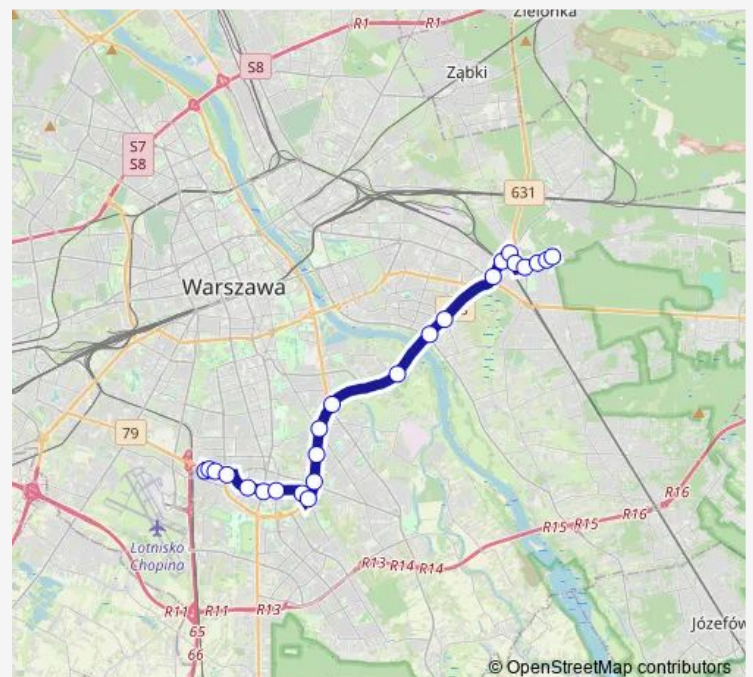 Zielonka
R1
R1
S8
Ząbki
S7
S8
631
Warszawa
79
R16
R16
Lotnisko
Chopina
R15
R15
R13
R14
R14
R11
R11
R13
65
66
Józefów
© OpenStreetMap contributors